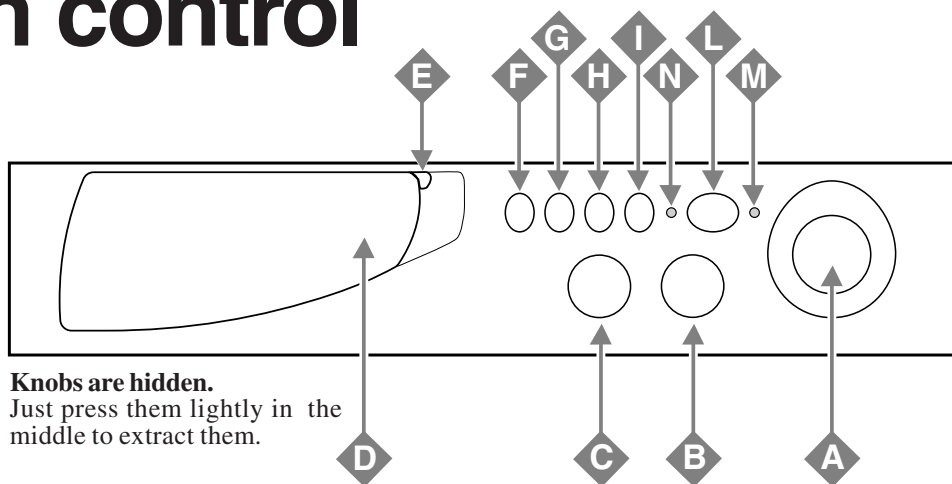 n control
G I L
E F H N M
Knobs are hidden.
Just press them lightly in the
middle to extract them.
D C B A